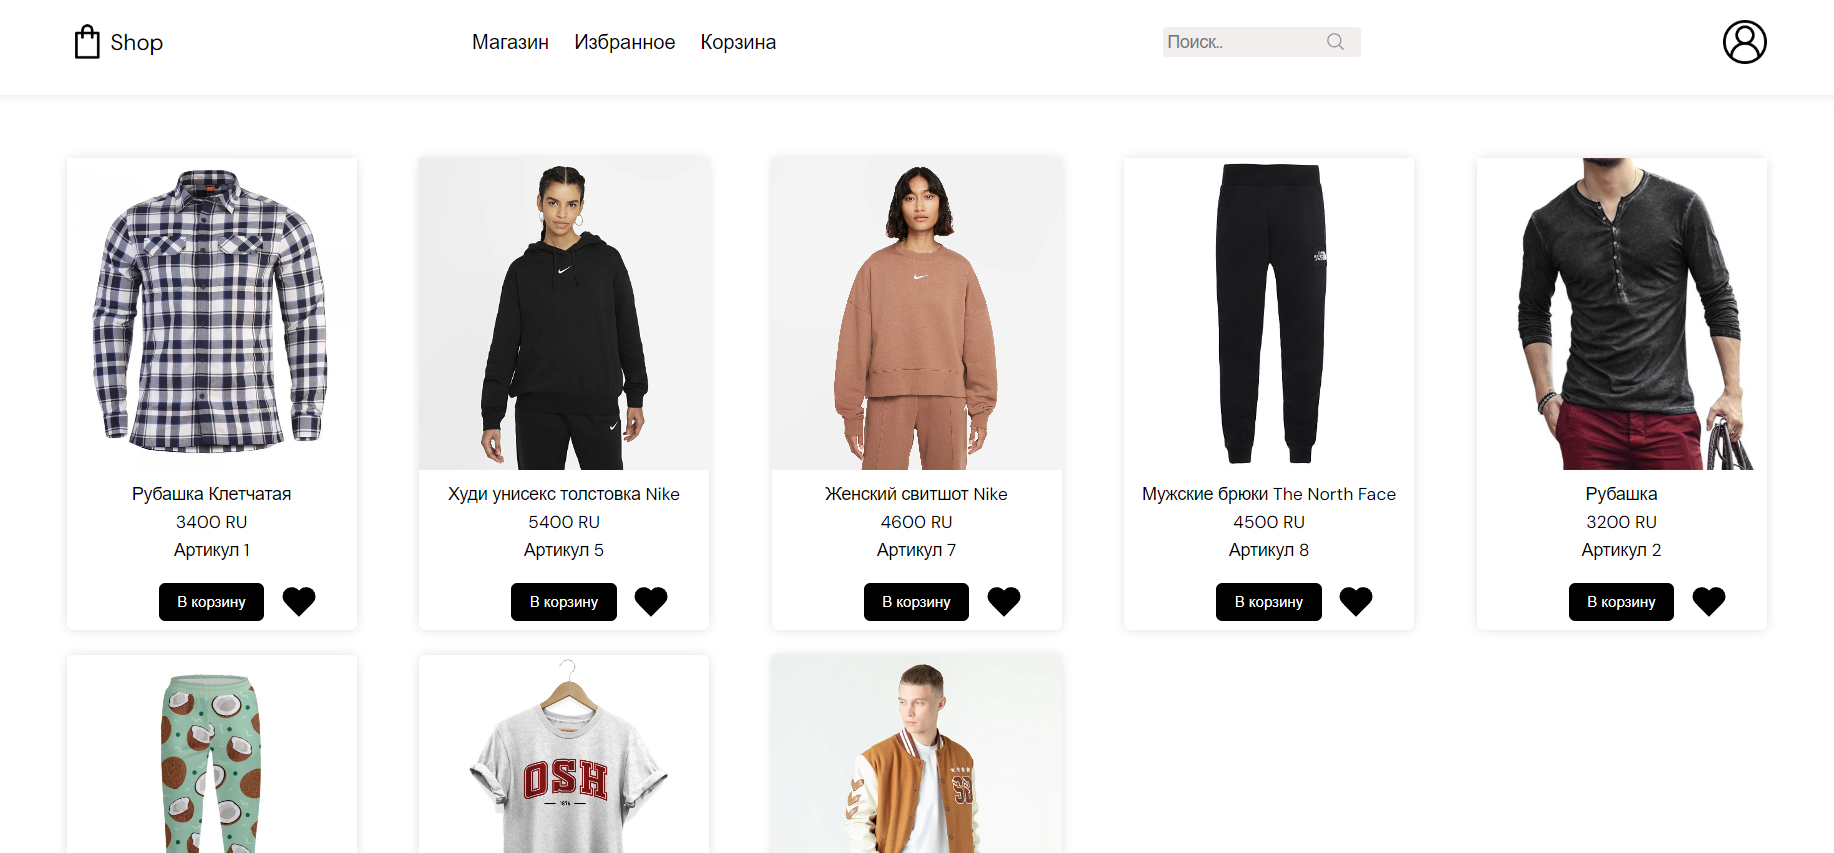 Shop
Магазин Избранное Корзина
Поиск..
Рубашка Клетчатая
3400 RU
Артикул 1
В корзину
Худи унисекс толстовка Nike
5400 RU
Артикул 5
В корзину
Женский свитшот Nike
4600 RU
Артикул 7
В корзину
Мужские брюки The North Face
4500 RU
Артикул 8
В корзину
Рубашка
3200 RU
Артикул 2
В корзину
OSH
1876